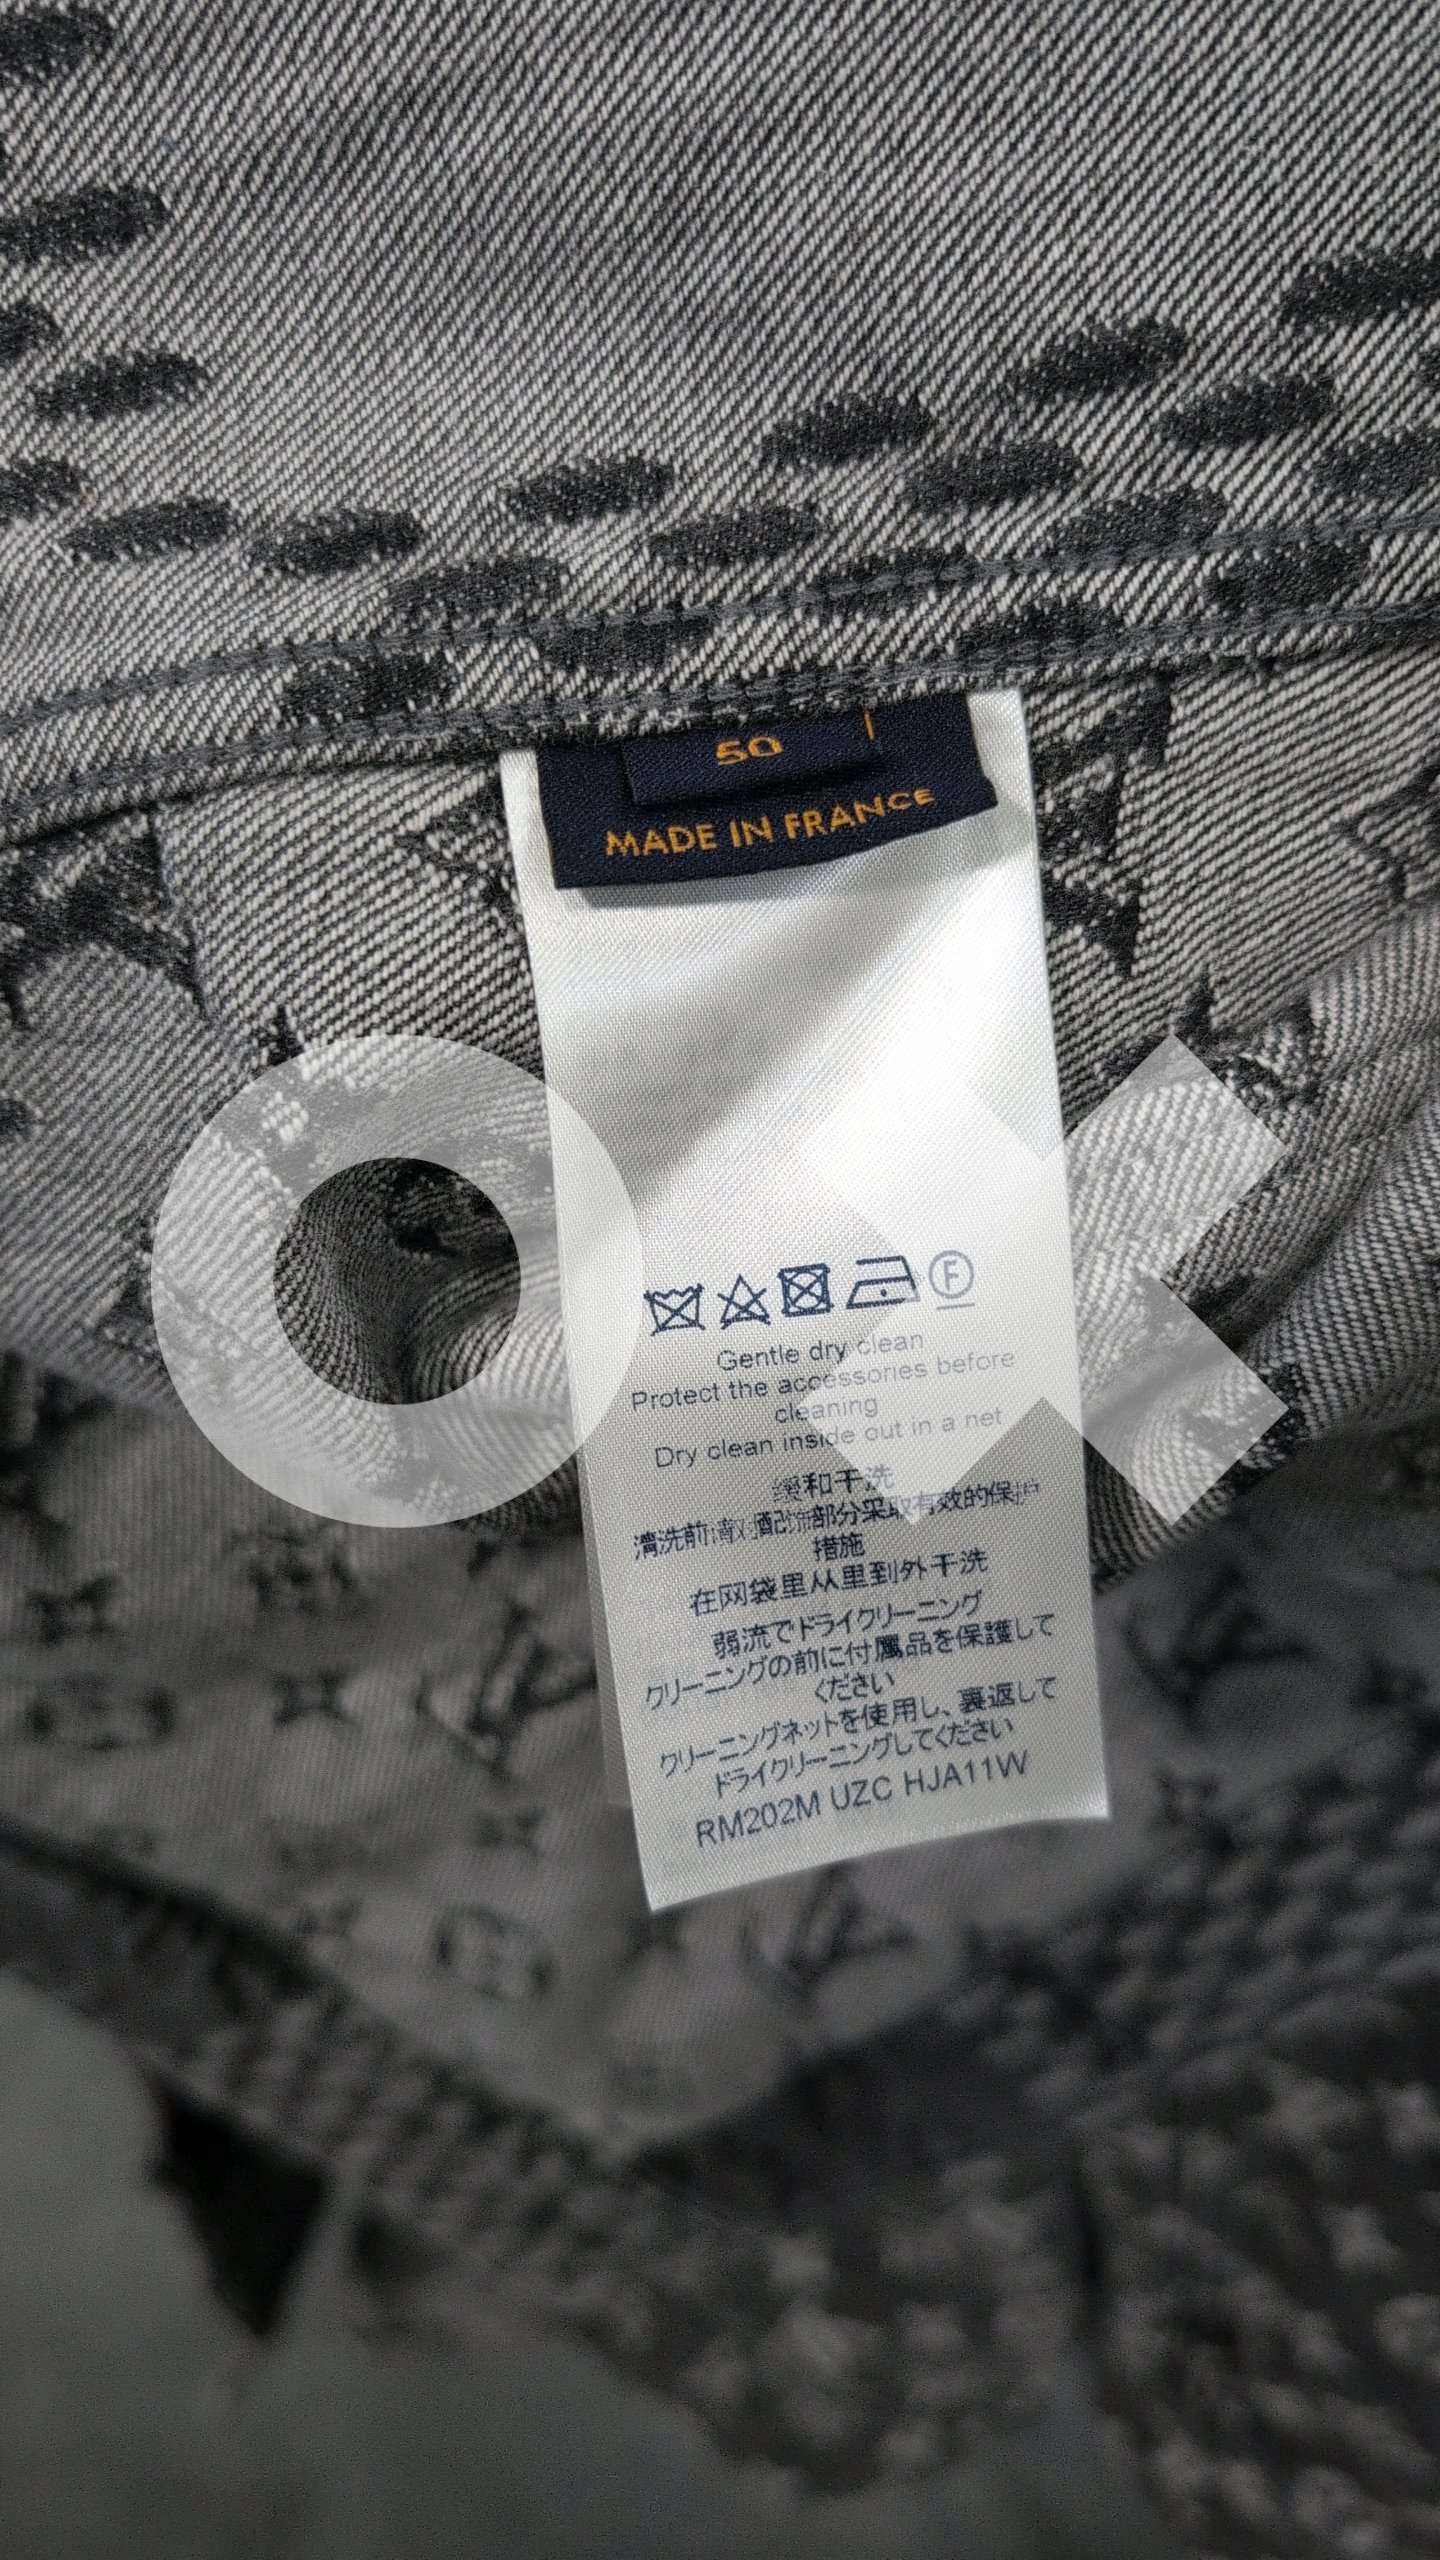 50
MADE IN FRANCE
F
Gentle dry clean
Protect the accessories before
cleaning
Dry clean inside out in a net
缓和干洗
清洗前请对配饰部分采取有效的保护
措施
在网袋里从里到外干洗
弱流でドライクリーニング
クリーニングの前に付属品を保護して
ください
クリーニングネットを使用し、裏返して
ドライクリーニングしてください
RM202M UZC HJA11W